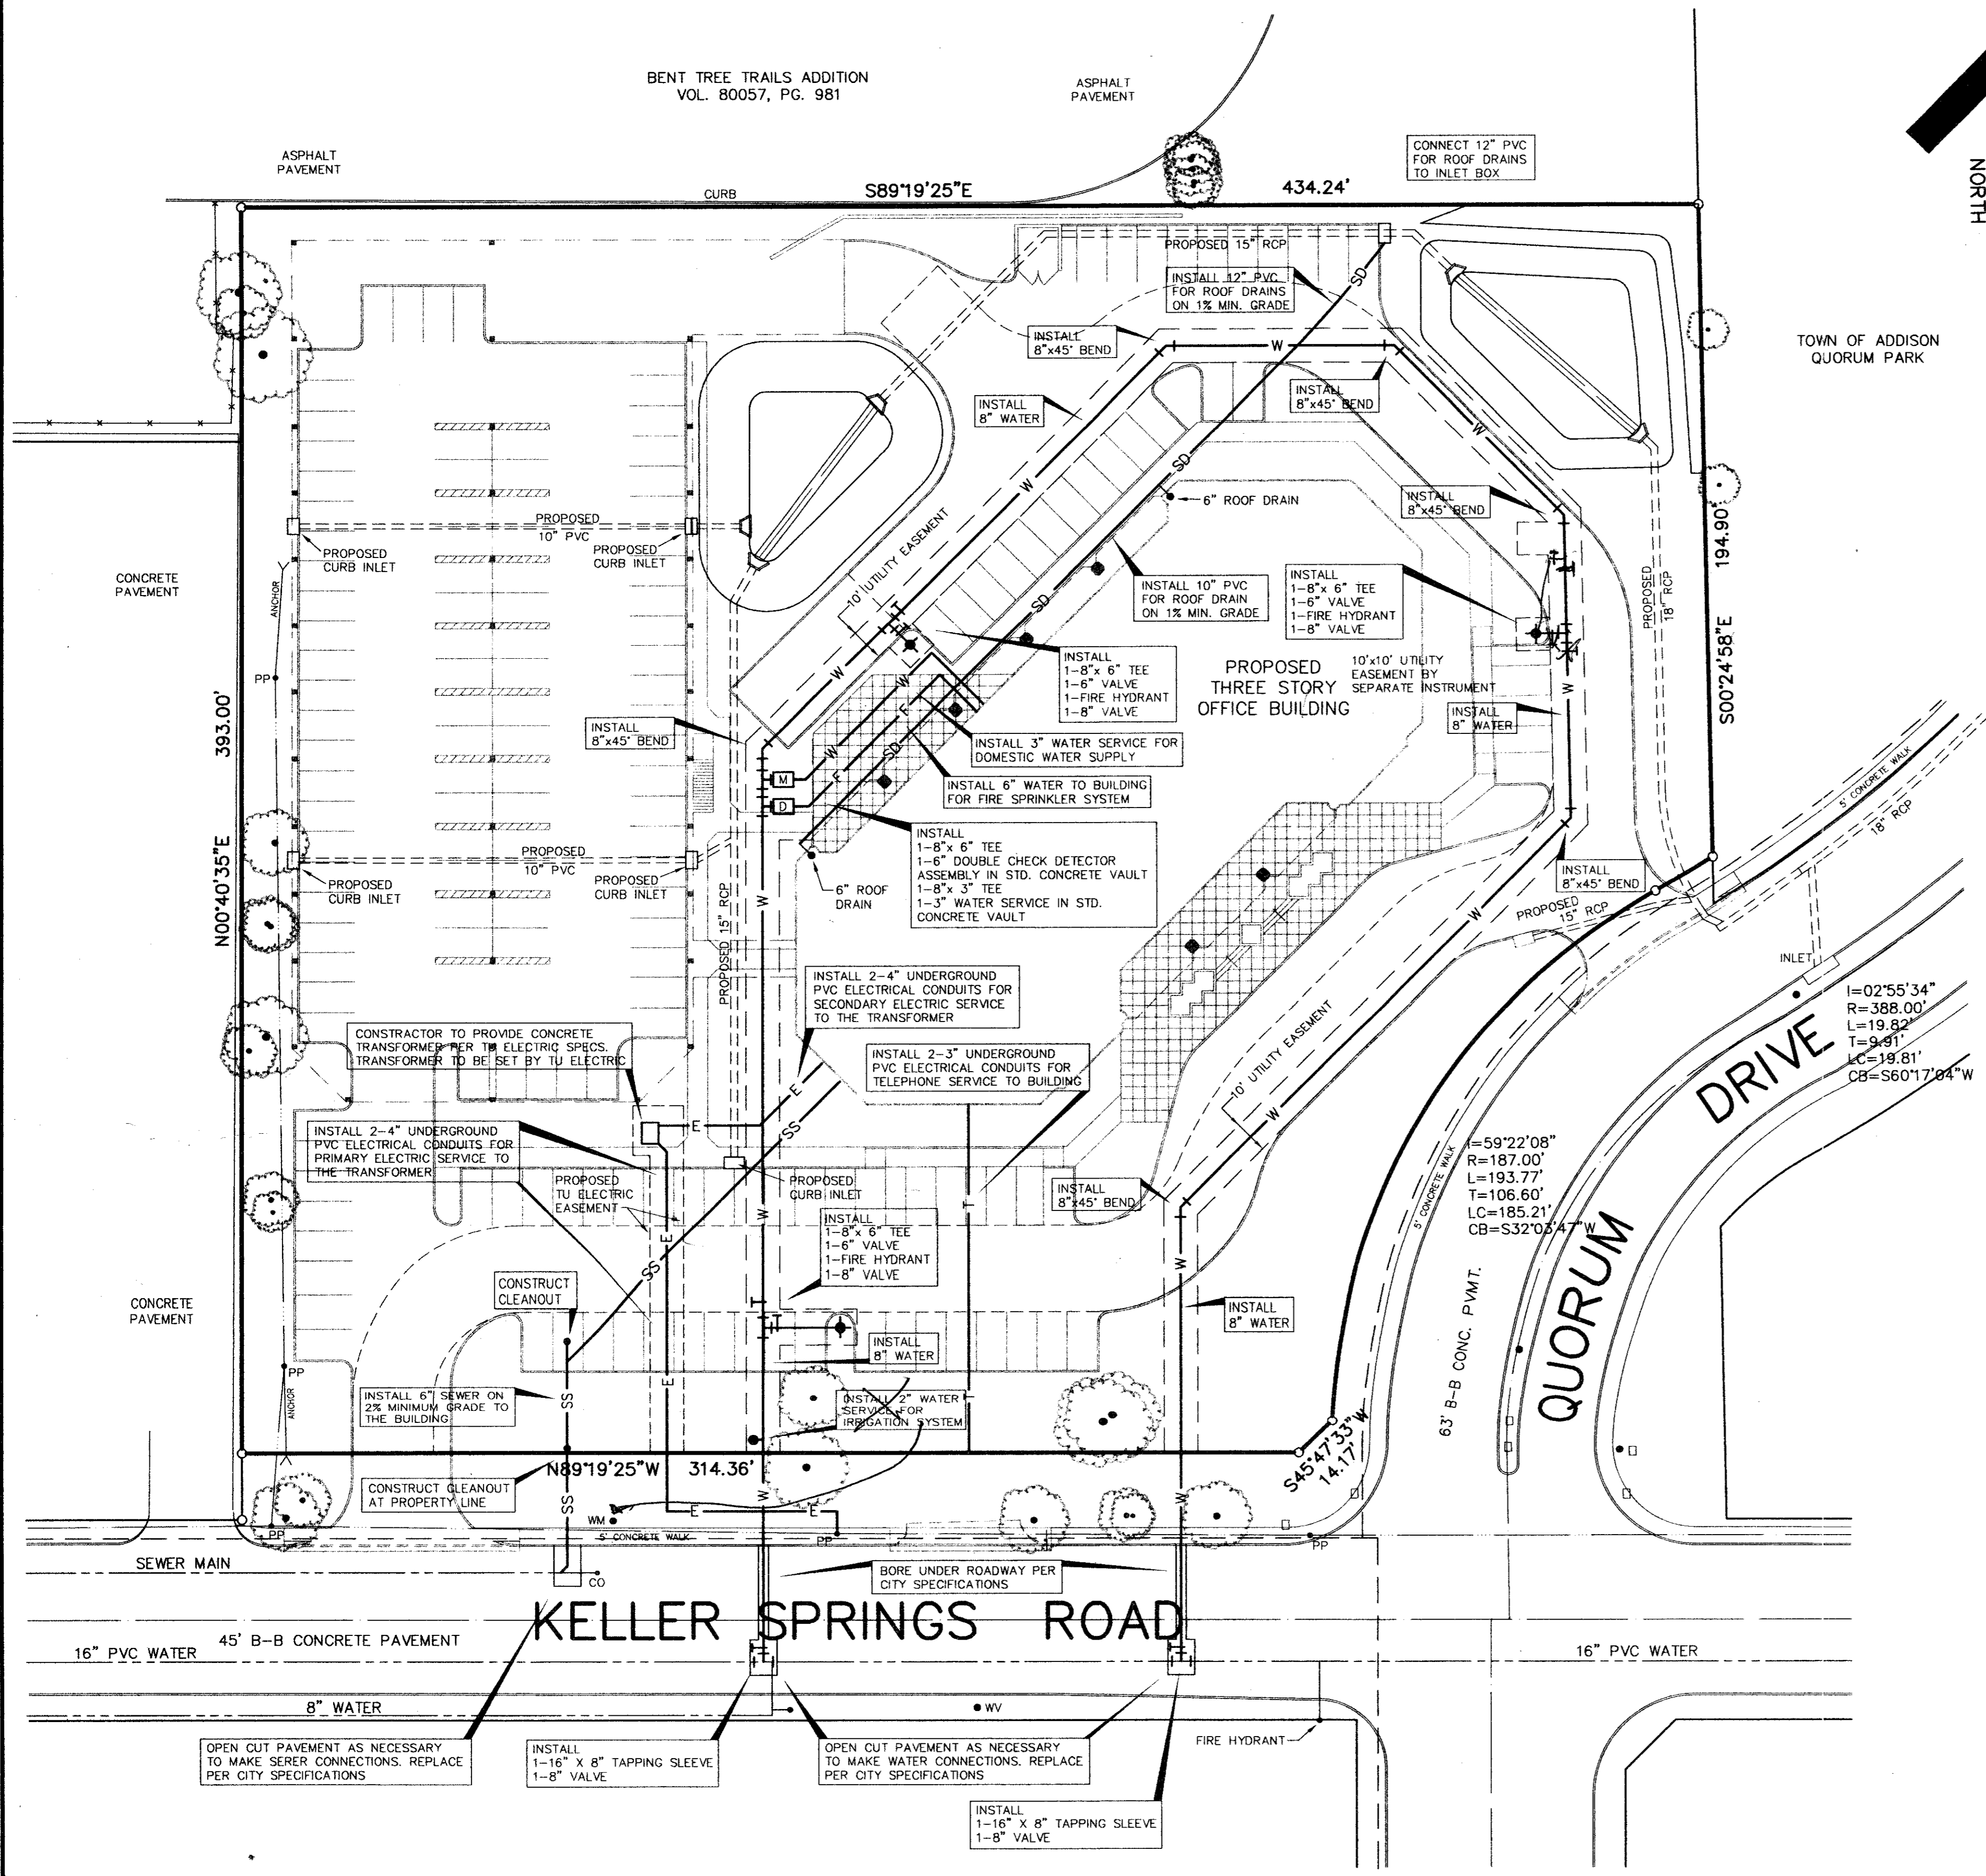 BENT TREE TRAILS ADDITION
VOL. 80057, PG. 981
ASPHALT
PAVEMENT
ASPHALT
PAVEMENT
CONNECT 12" PVC
FOR ROOF DRAINS
TO INLET BOX
NORTH
CURB
S89°19'25"E
434.24'
PROPOSED 15" RCP
INSTALL 12" PVC
FOR ROOF DRAINS
ON 1% MIN. GRADE
SD
INSTALL
8"x45° BEND
W
TOWN OF ADDISON
QUORUM PARK
INSTALL
8"x45° BEND
INSTALL
8" WATER
W
W
SD
INSTALL
8"x45° BEND
6" ROOF DRAIN
194.90'
S00°24'58"E
PROPOSED
10" PVC
PROPOSED
CURB INLET
PROPOSED
CURB INLET
10' UTILITY EASEMENT
CONCRETE
PAVEMENT
ANCHOR
INSTALL 10" PVC
FOR ROOF DRAIN
ON 1% MIN. GRADE
INSTALL
1-8"x 6" TEE
1-6" VALVE
1-FIRE HYDRANT
1-8" VALVE
PROPOSED
18" RCP
SD
INSTALL
1-8"x 6" TEE
1-6" VALVE
1-FIRE HYDRANT
1-8" VALVE
PROPOSED
THREE STORY
OFFICE BUILDING
10'x10' UTILITY
EASEMENT BY
SEPARATE INSTRUMENT
PP
W
W
W
393.00'
N0°40'35"E
INSTALL
8"x45° BEND
INSTALL
8" WATER
F
W
SD
INSTALL 3" WATER SERVICE FOR
DOMESTIC WATER SUPPLY
M
F
D
INSTALL 6" WATER TO BUILDING
FOR FIRE SPRINKLER SYSTEM
5' CONCRETE WALK
18" RCP
INSTALL
1-8"x 6" TEE
1-6" DOUBLE CHECK DETECTOR
ASSEMBLY IN STD. CONCRETE VAULT
1-8"x 3" TEE
1-3" WATER SERVICE IN STD.
CONCRETE VAULT
PROPOSED
10" PVC
PROPOSED
CURB INLET
PROPOSED
CURB INLET
6" ROOF
DRAIN
INSTALL
8"x45° BEND
W
W
PROPOSED
15" RCP
PROPOSED 15" RCP
INLET
INSTALL 2-4" UNDERGROUND
PVC ELECTRICAL CONDUITS FOR
SECONDARY ELECTRIC SERVICE
TO THE TRANSFORMER
I=02°55'34"
R=388.00'
L=19.82'
T=9.91'
LC=19.81'
CB=S60°17'04"W
CONSTRACTOR TO PROVIDE CONCRETE
TRANSFORMER PER TU ELECTRIC SPECS.
TRANSFORMER TO BE SET BY TU ELECTRIC
INSTALL 2-3" UNDERGROUND
PVC ELECTRICAL CONDUITS FOR
TELEPHONE SERVICE TO BUILDING
10' UTILITY EASEMENT
QUORUM DRIVE
E
E
SS
W
INSTALL 2-4" UNDERGROUND
PVC ELECTRICAL CONDUITS FOR
PRIMARY ELECTRIC SERVICE TO
THE TRANSFORMER
I=59°22'08"
R=187.00'
L=193.77'
T=106.60'
LC=185.21'
CB=S32°03'47"W
PROPOSED
TU ELECTRIC
EASEMENT
PROPOSED
CURB INLET
INSTALL
8"x45° BEND
5' CONCRETE WALK
T
W
E
SS
INSTALL
1-8"x 6" TEE
1-6" VALVE
1-FIRE HYDRANT
1-8" VALVE
W
CONSTRUCT
CLEANOUT
CONCRETE
PAVEMENT
INSTALL
8" WATER
INSTALL
8" WATER
63' B-B CONC. PVMT.
PP
ANCHOR
E
SS
T
INSTALL 6" SEWER ON
2% MINIMUM GRADE TO
THE BUILDING
INSTALL 2" WATER
SERVICE FOR
IRRIGATION SYSTEM
N89°19'25"W
314.36'
S45°47'33"W
14.17'
CONSTRUCT CLEANOUT
AT PROPERTY LINE
SS
W
W
WM
E
E
PP
5' CONCRETE WALK
PP
PP
SEWER MAIN
CO
BORE UNDER ROADWAY PER
CITY SPECIFICATIONS
KELLER SPRINGS ROAD
45' B-B CONCRETE PAVEMENT
16" PVC WATER
16" PVC WATER
8" WATER
WV
FIRE HYDRANT
OPEN CUT PAVEMENT AS NECESSARY
TO MAKE SERER CONNECTIONS. REPLACE
PER CITY SPECIFICATIONS
INSTALL
1-16" X 8" TAPPING SLEEVE
1-8" VALVE
OPEN CUT PAVEMENT AS NECESSARY
TO MAKE WATER CONNECTIONS. REPLACE
PER CITY SPECIFICATIONS
INSTALL
1-16" X 8" TAPPING SLEEVE
1-8" VALVE